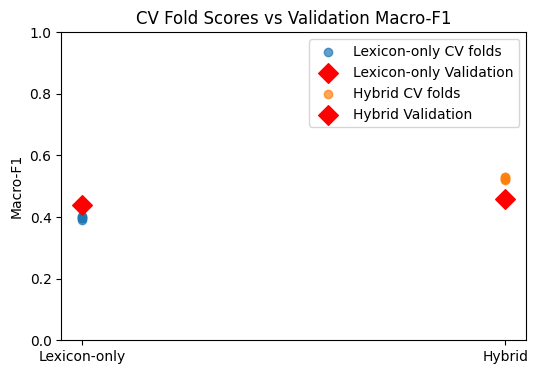 CV Fold Scores vs Validation Macro-F1
1.0
0.8
0.6
0.4
0.2
0.0
Macro-F1
Lexicon-only CV folds
Lexicon-only Validation
Hybrid CV folds
Hybrid Validation
Lexicon-only
Hybrid